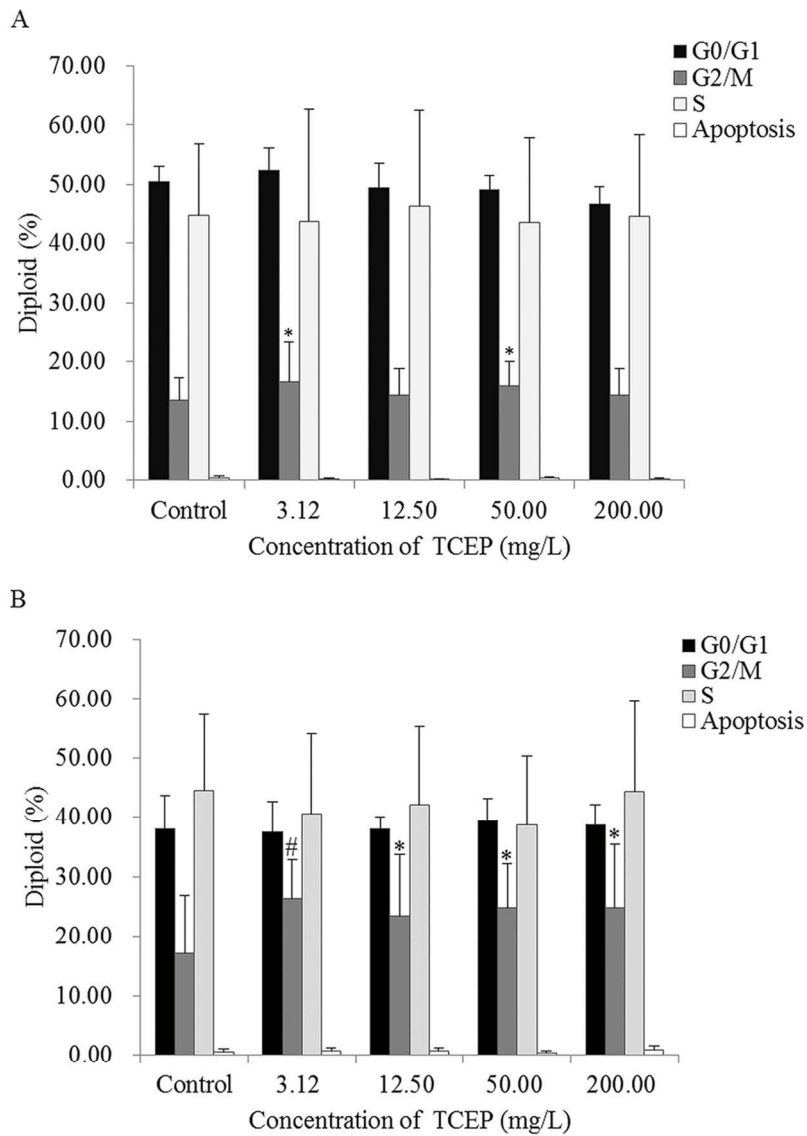 A
G0/G1
G2/M
S
Apoptosis
Diploid (%)
70.00
60.00
50.00
40.00
30.00
20.00
10.00
0.00
* *
Control 3.12 12.50 50.00 200.00
Concentration of TCEP (mg/L)
B
G0/G1
G2/M
S
Apoptosis
Diploid (%)
70.00
60.00
50.00
40.00
30.00
20.00
10.00
0.00
# * * *
Control 3.12 12.50 50.00 200.00
Concentration of TCEP (mg/L)